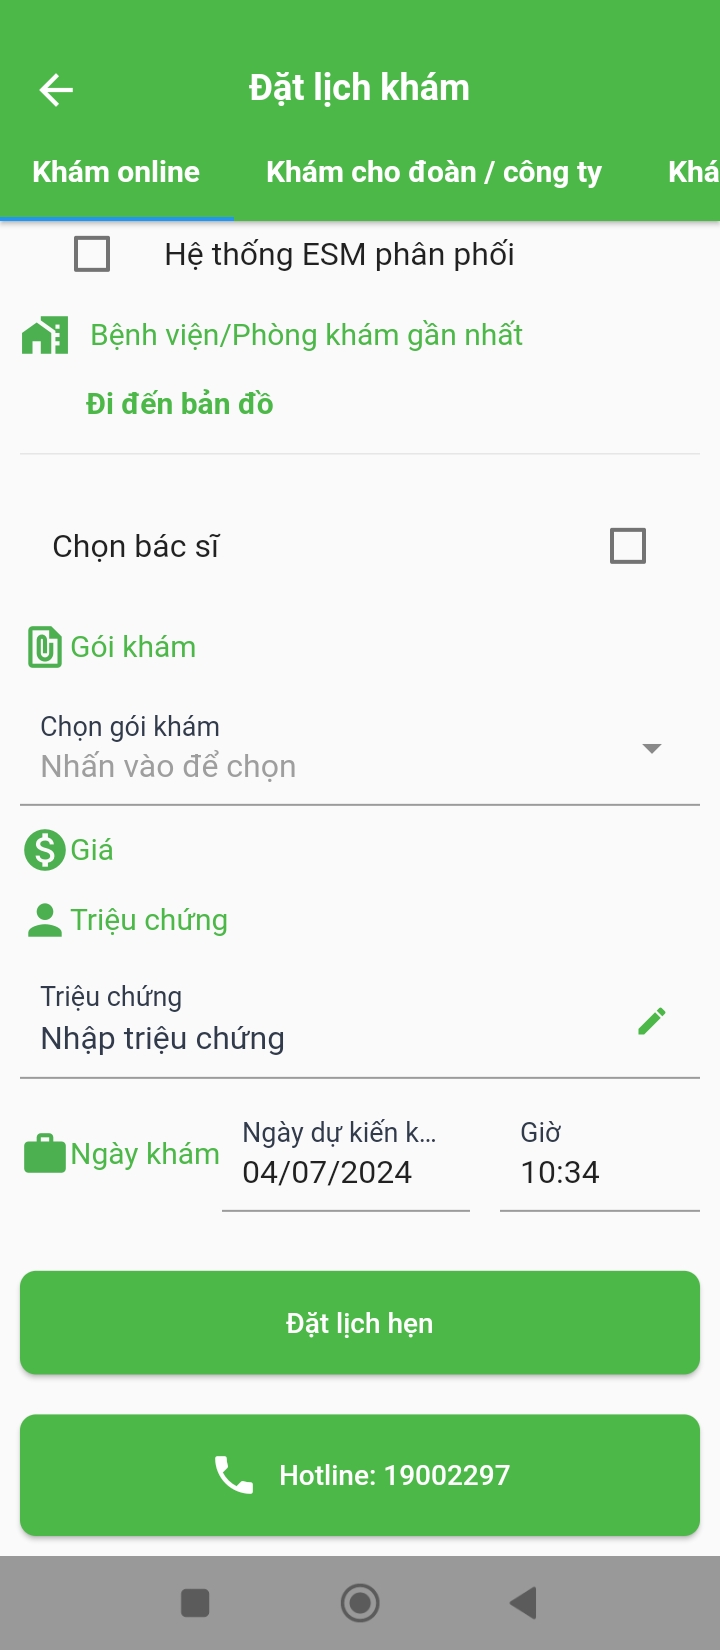 Đặt lịch khám
Khám online
Khám cho đoàn / công ty
Khá
Hệ thống ESM phân phối
Bệnh viện/Phòng khám gần nhất
Đi đến bản đồ
Chọn bác sĩ
Gói khám
Chọn gói khám
Nhấn vào để chọn
Giá
Triệu chứng
Triệu chứng
Nhập triệu chứng
Ngày khám
Ngày dự kiến k...
04/07/2024
Giờ
10:34
Đặt lịch hẹn
Hotline: 19002297